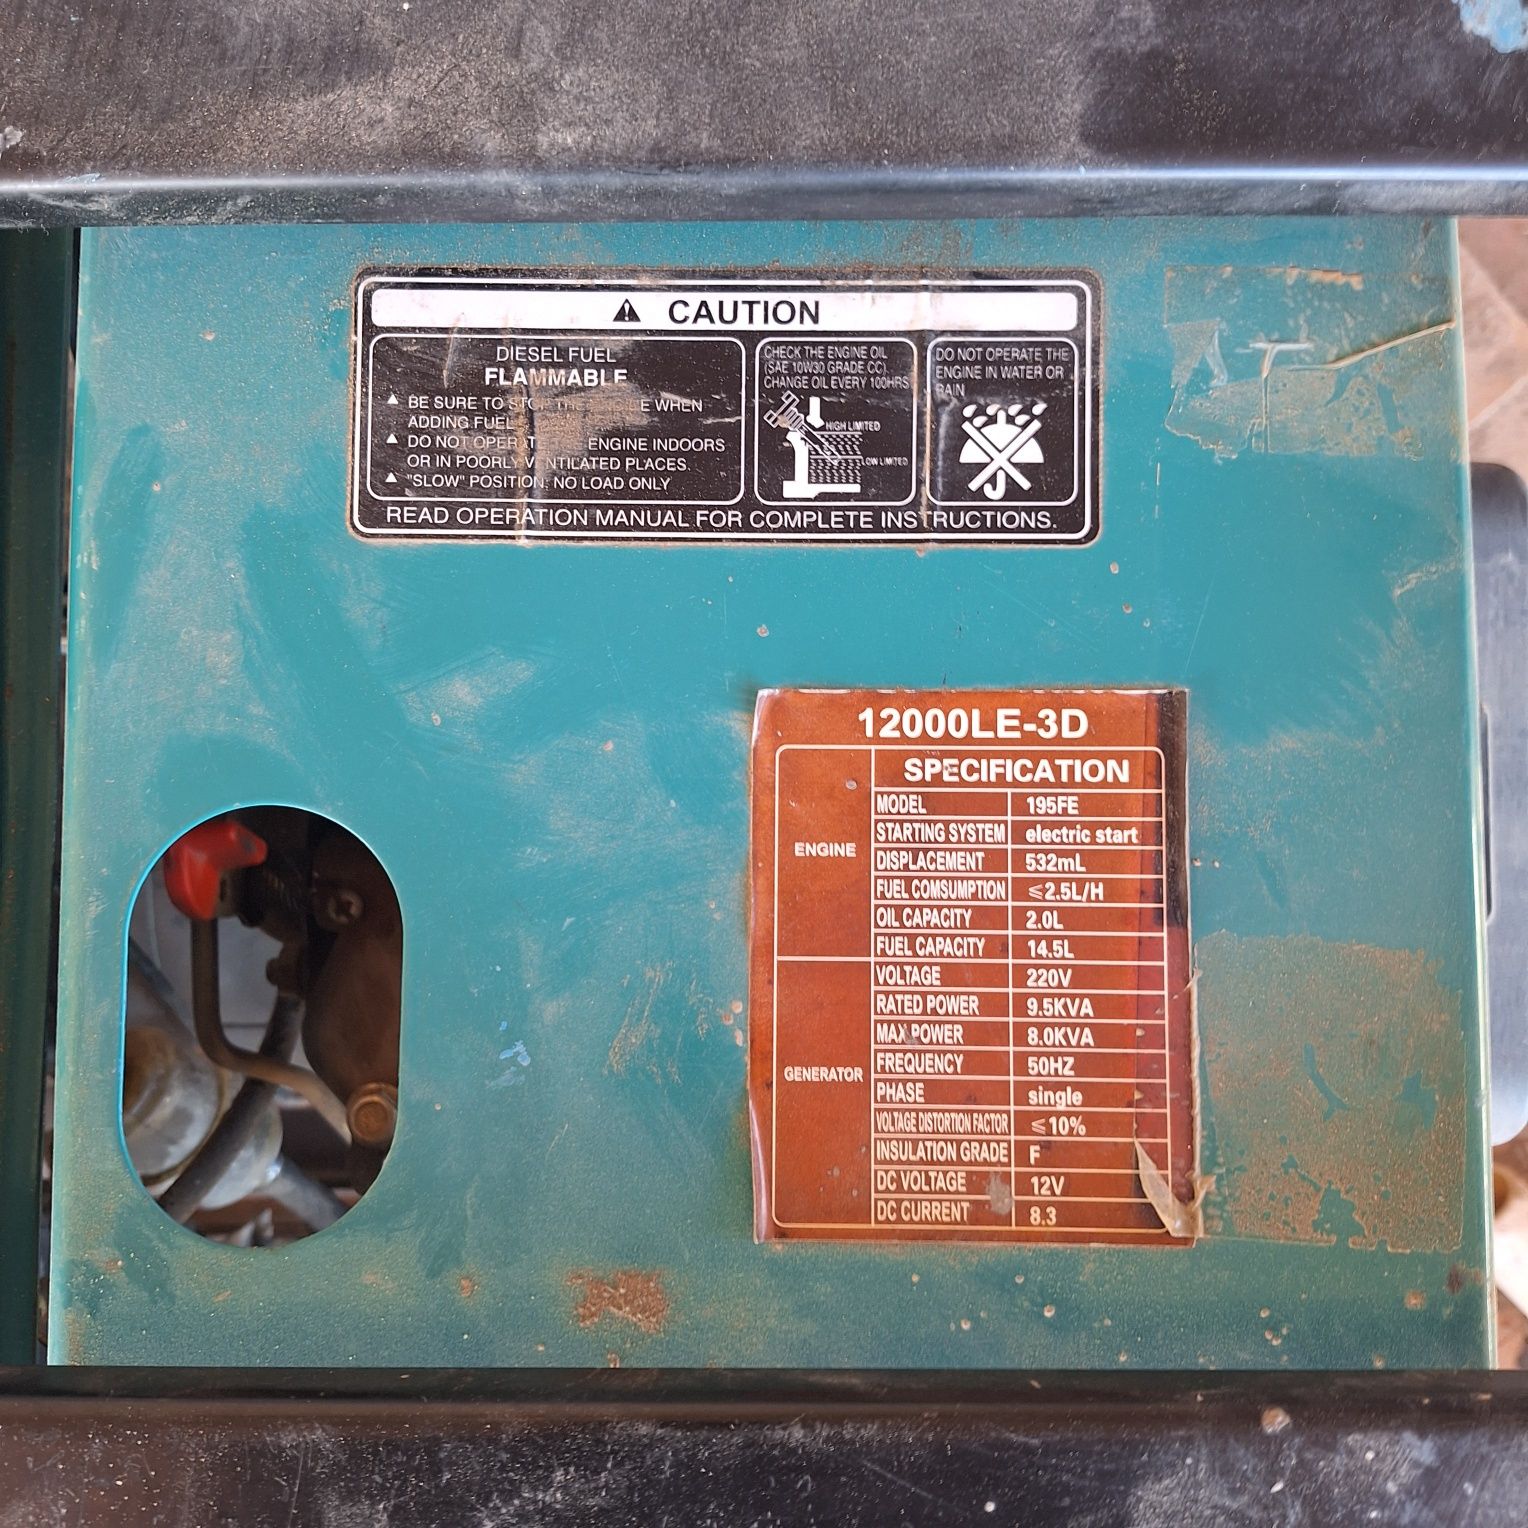 CAUTION
DIESEL FUEL
FLAMMABLE
BE SURE TO STOP THE WHEN
ADDING FUEL
DO NOT OPERATE ENGINE INDOORS
OR IN POORLY VENTILATED PLACES.
"SLOW" POSITION: NO LOAD ONLY
CHECK THE ENGINE OIL
(SAE 10W30 GRADE CC)
CHANGE OIL EVERY 100HRS
HIGH LIMITED
LOW LIMITED
DO NOT OPERATE THE
ENGINE IN WATER OR
RAIN
READ OPERATION MANUAL FOR COMPLETE INSTRUCTIONS.
12000LE-3D
SPECIFICATION
ENGINE
MODEL 195FE
STARTING SYSTEM electric start
DISPLACEMENT 532mL
FUEL COMSUMPTION ≤2.5L/H
OIL CAPACITY 2.0L
FUEL CAPACITY 14.5L
GENERATOR
VOLTAGE 220V
RATED POWER 9.5KVA
MAX POWER 8.0KVA
FREQUENCY 50HZ
PHASE single
VOLTAGE DISTORTION FACTOR ≤10%
INSULATION GRADE F
DC VOLTAGE 12V
DC CURRENT 8.3